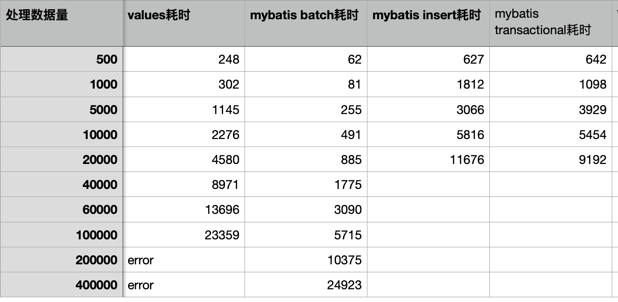 处理数据量 values耗时 mybatis batch耗时 mybatis insert耗时 mybatis
transactional耗时
500 248 62 627 642
1000 302 81 1812 1098
5000 1145 255 3066 3929
10000 2276 491 5816 5454
20000 4580 885 11676 9192
40000 8971 1775
60000 13696 3090
100000 23359 5715
200000 error 10375
400000 error 24923